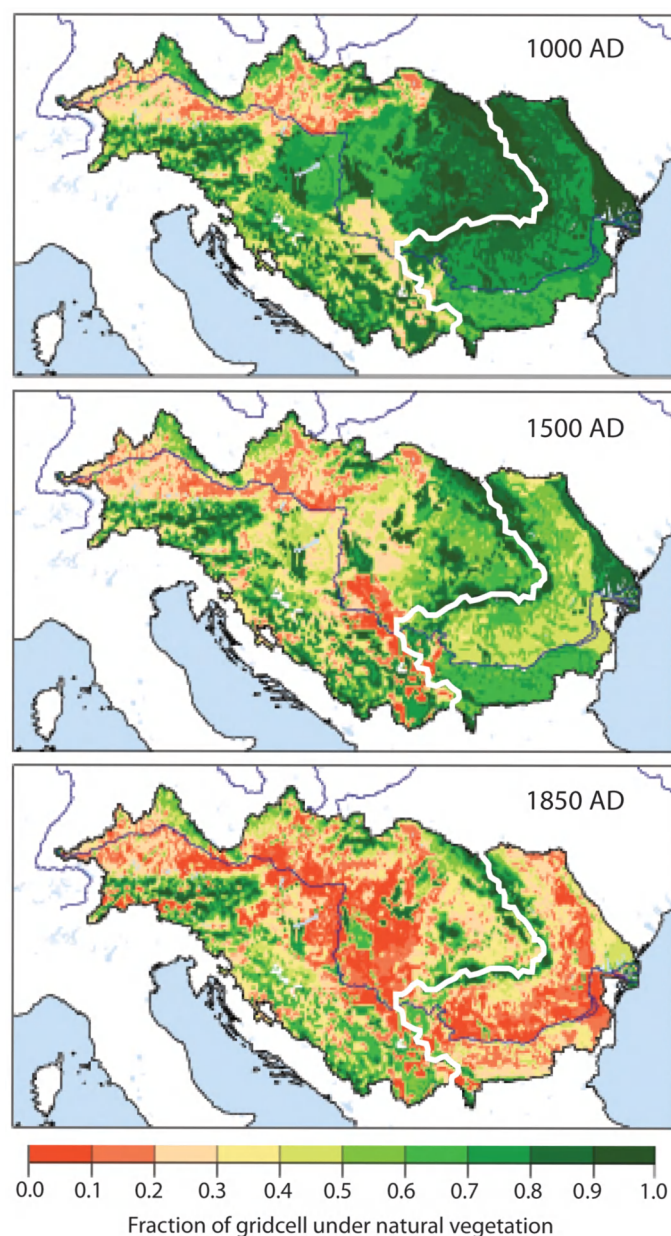 1000 AD
1500 AD
1850 AD
0.0 0.1 0.2 0.3 0.4 0.5 0.6 0.7 0.8 0.9 1.0
Fraction of gridcell under natural vegetation